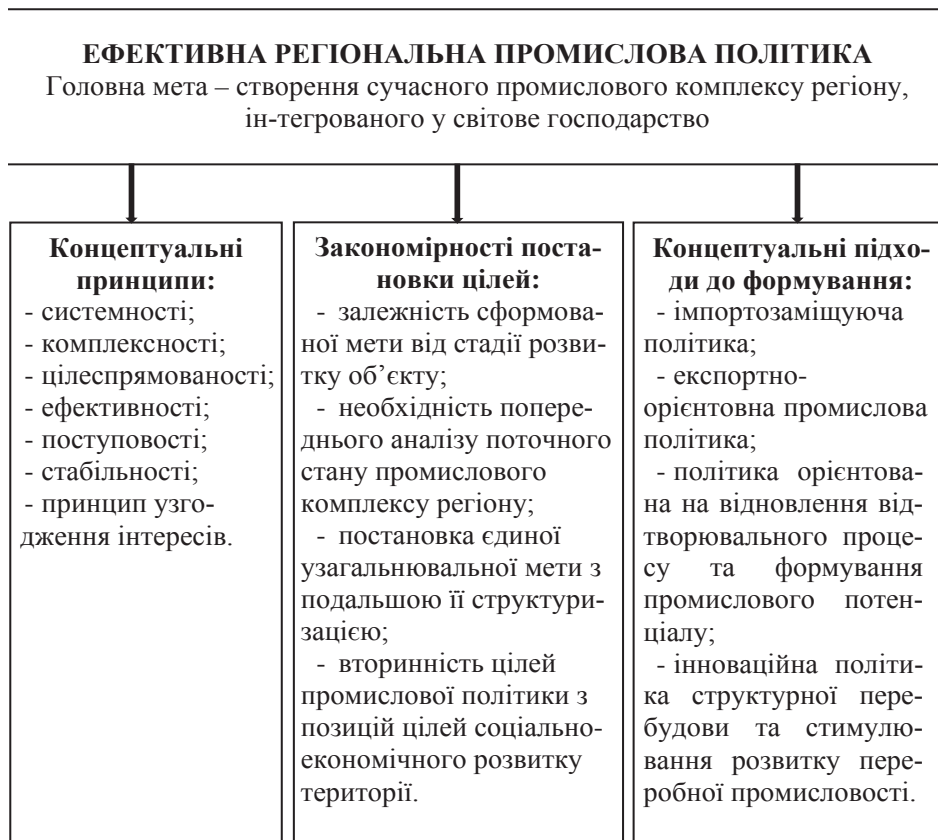 ЕФЕКТИВНА РЕГІОНАЛЬНА ПРОМИСЛОВА ПОЛІТИКА
Головна мета – створення сучасного промислового комплексу регіону,
ін-тегрованого у світове господарство
Концептуальні
принципи:
- системності;
- комплексності;
- цілеспрямованості;
- ефективності;
- поступовості;
- стабільності;
- принцип узго-
дження інтересів.
Закономірності поста-
новки цілей:
- залежність сформова-
ної мети від стадії розви-
тку об’єкту;
- необхідність попере-
днього аналізу поточного
стану промислового
комплексу регіону;
- постановка єдиної
узагальнювальної мети з
подальшою її структури-
зацією;
- вторинність цілей
промислової політики з
позицій цілей соціально-
економічного розвитку
території.
Концептуальні підхо-
ди до формування:
- імпортозаміщуюча
політика;
- експортно-
орієнтовна промислова
політика;
- політика орієнтова-
на на відновлення від-
творювального проце-
су та формування
промислового потен-
ціалу;
- інноваційна політи-
ка структурної пере-
будови та стимулю-
вання розвитку пере-
робної промисловості.